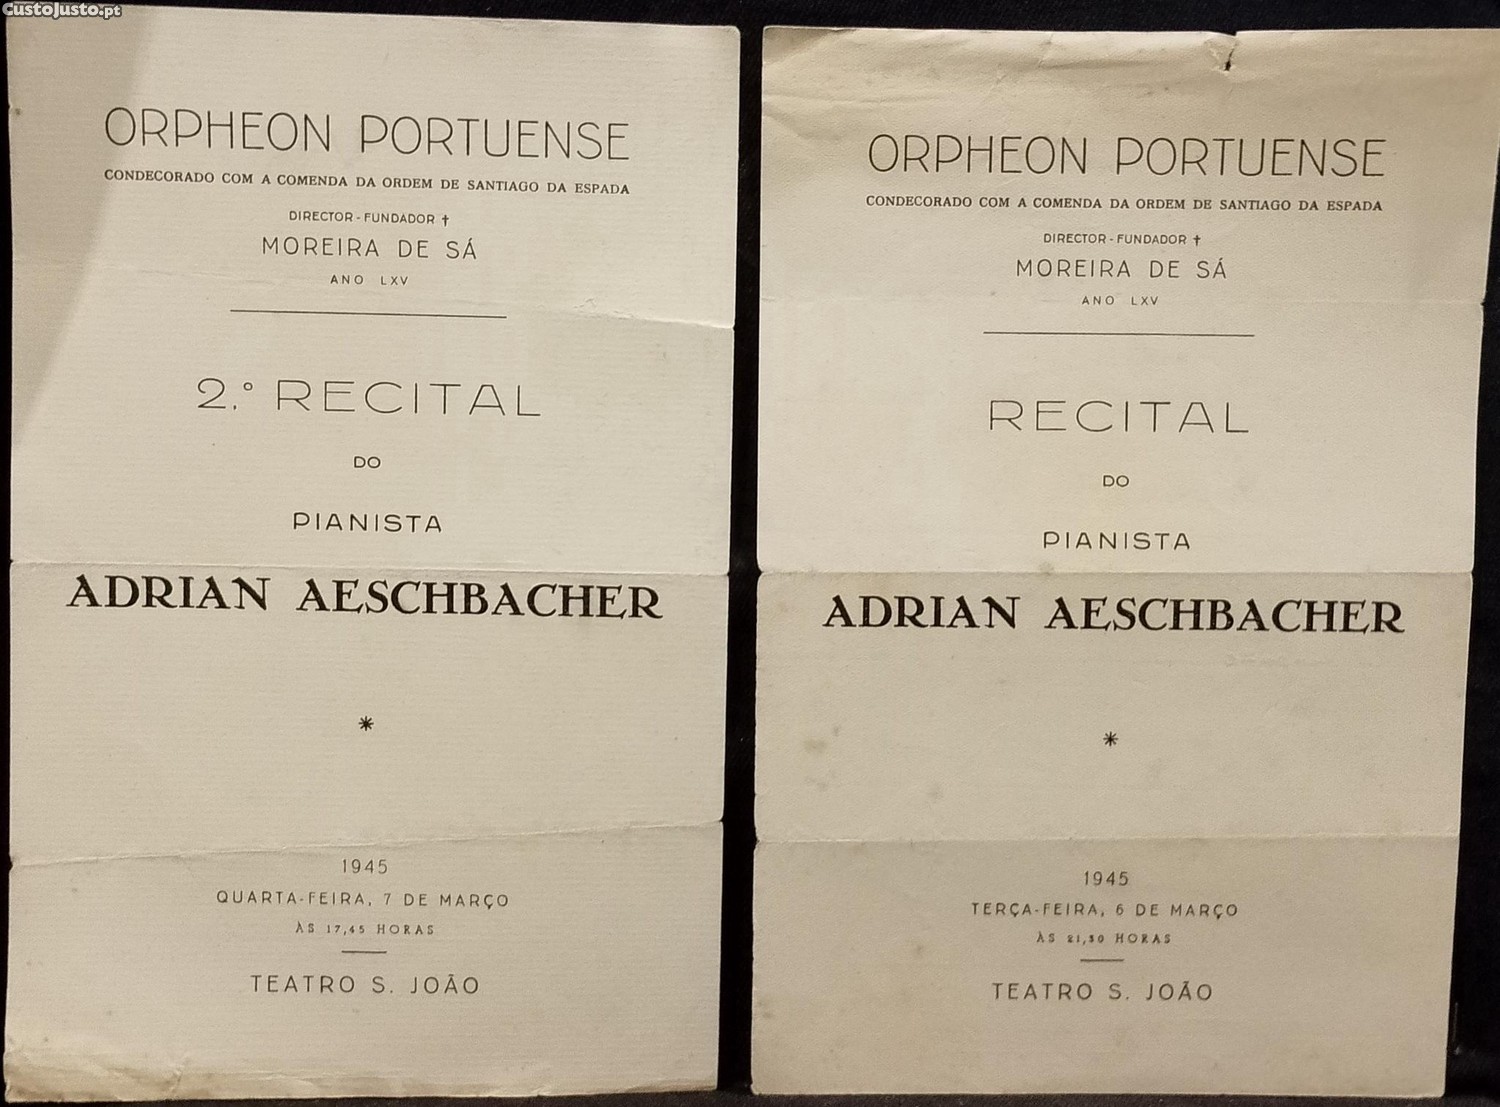 CustoJusto.pt
ORPHEON PORTUENSE
CONDECORADO COM A COMENDA DA ORDEM DE SANTIAGO DA ESPADA
DIRECTOR-FUNDADOR †
MOREIRA DE SÁ
ANO LXV
2.º RECITAL
DO
PIANISTA
ADRIAN AESCHBACHER
*
1945
QUARTA-FEIRA, 7 DE MARÇO
ÀS 17,45 HORAS
TEATRO S. JOÃO
ORPHEON PORTUENSE
CONDECORADO COM A COMENDA DA ORDEM DE SANTIAGO DA ESPADA
DIRECTOR-FUNDADOR †
MOREIRA DE SÁ
ANO LXV
RECITAL
DO
PIANISTA
ADRIAN AESCHBACHER
*
1945
TERÇA-FEIRA, 6 DE MARÇO
ÀS 21,30 HORAS
TEATRO S. JOÃO